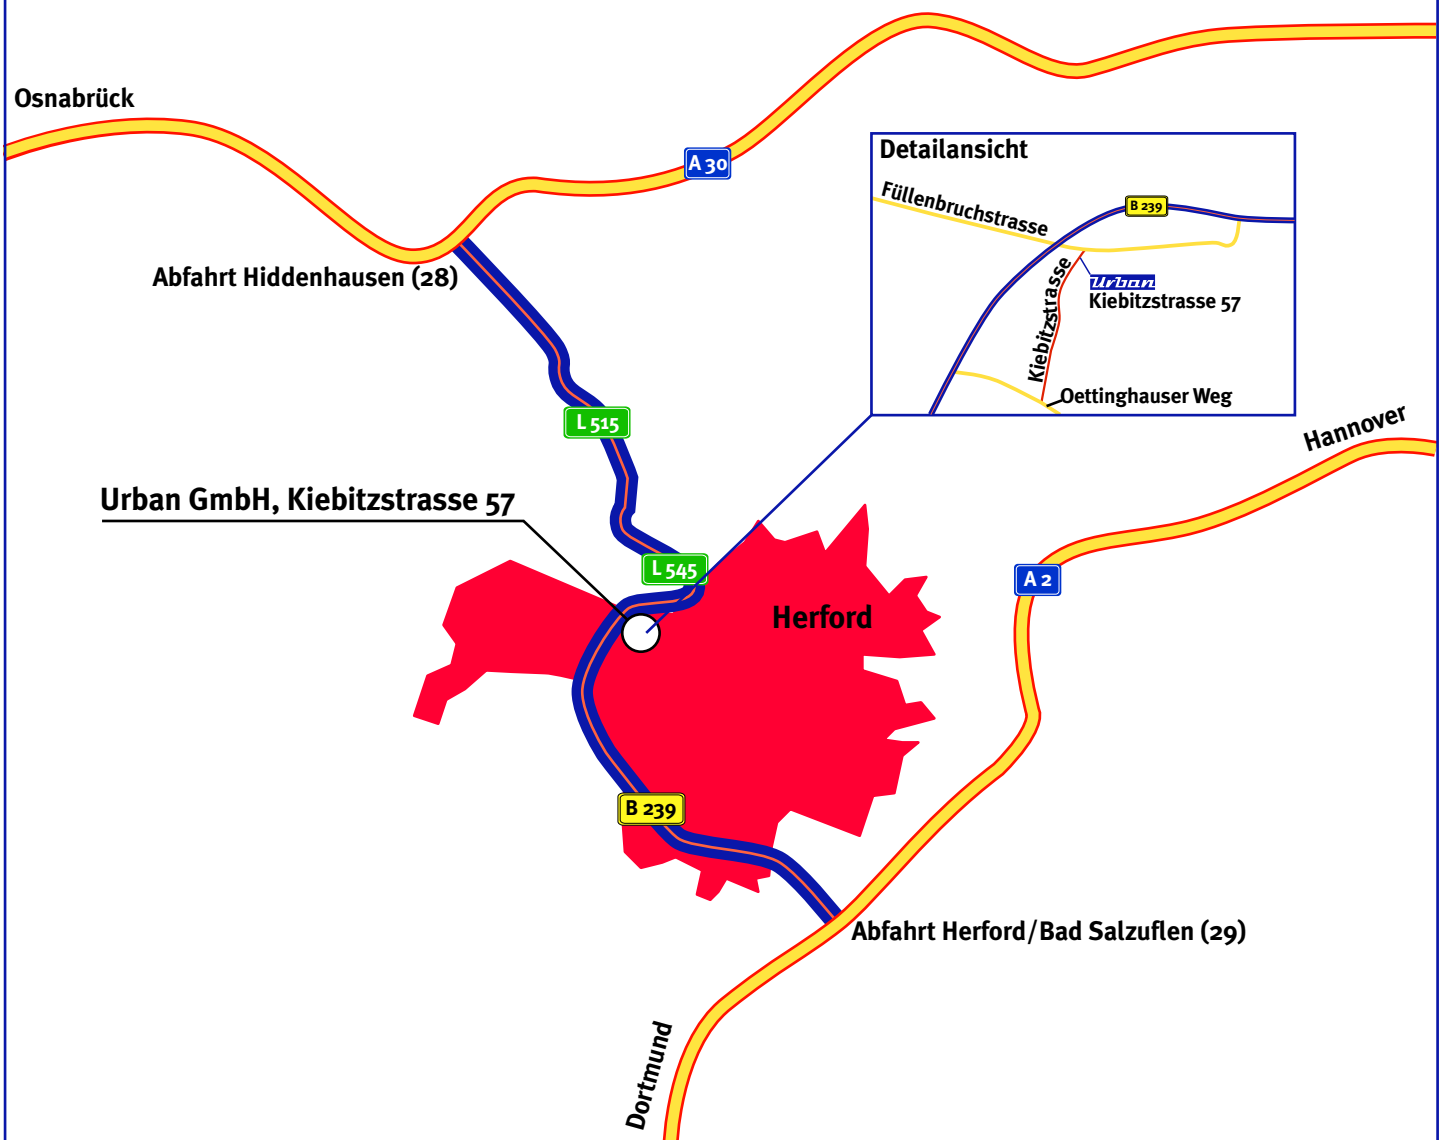 Osnabrück
A 30
Detailansicht
Füllenbruchstrasse
B 239
Abfahrt Hiddenhausen (28)
Kiebitzstrasse
Urban
Kiebitzstrasse 57
Oettinghauser Weg
L 515
Hannover
Urban GmbH, Kiebitzstrasse 57
L 545
A 2
Herford
B 239
Abfahrt Herford/Bad Salzuflen (29)
Dortmund